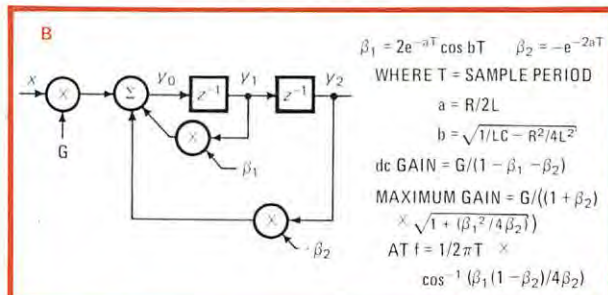 B
β₁ = 2e⁻ᵃᵀ cos bT β₂ = −e⁻²ᵃᵀ
WHERE T = SAMPLE PERIOD
a = R/2L
b = √(1/LC − R²/4L²)
dc GAIN = G/(1 − β₁ − β₂)
MAXIMUM GAIN = G/((1 + β₂)
× √(1 + (β₁²/4β₂)))
AT f = 1/2πT ×
cos⁻¹ (β₁(1 − β₂)/4β₂)
x × Σ y₀ z⁻¹ y₁ z⁻¹ y₂
G
×
β₁
×
β₂